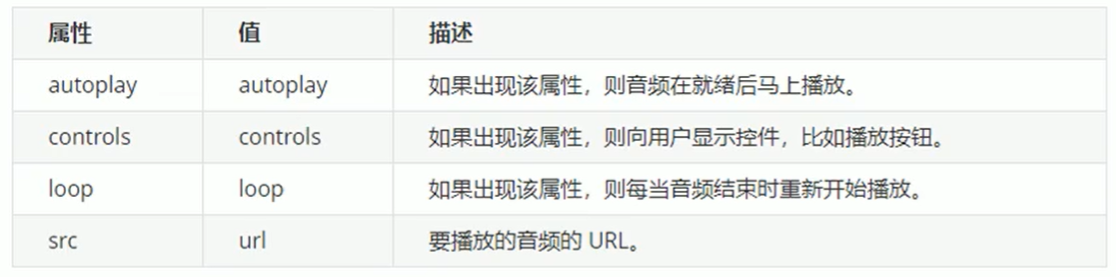 属性 值 描述
autoplay autoplay 如果出现该属性，则音频在就绪后马上播放。
controls controls 如果出现该属性，则向用户显示控件，比如播放按钮。
loop loop 如果出现该属性，则每当音频结束时重新开始播放。
src url 要播放的音频的 URL。